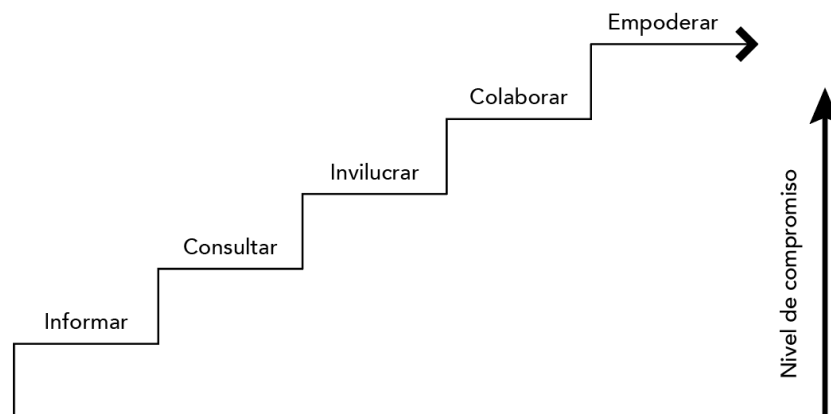 Empoderar
Colaborar
Invilucrar
Consultar
Informar
Nivel de compromiso